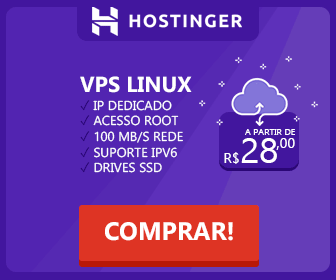 HOSTINGER
VPS LINUX
✓ IP DEDICADO
✓ ACESSO ROOT
✓ 100 MB/S REDE
✓ SUPORTE IPV6
✓ DRIVES SSD
A PARTIR DE
R$28,00
COMPRAR!